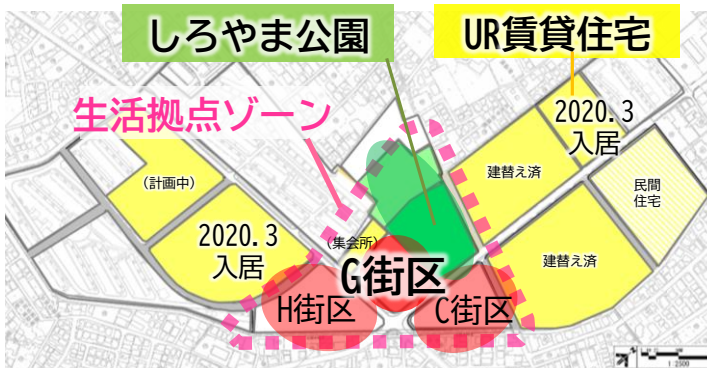 しろやま公園
UR賃貸住宅
生活拠点ゾーン
2020.3
入居
建替え済
民間
住宅
(計画中)
2020.3
入居
(集会所)
建替え済
G街区
H街区
C街区
1:2500